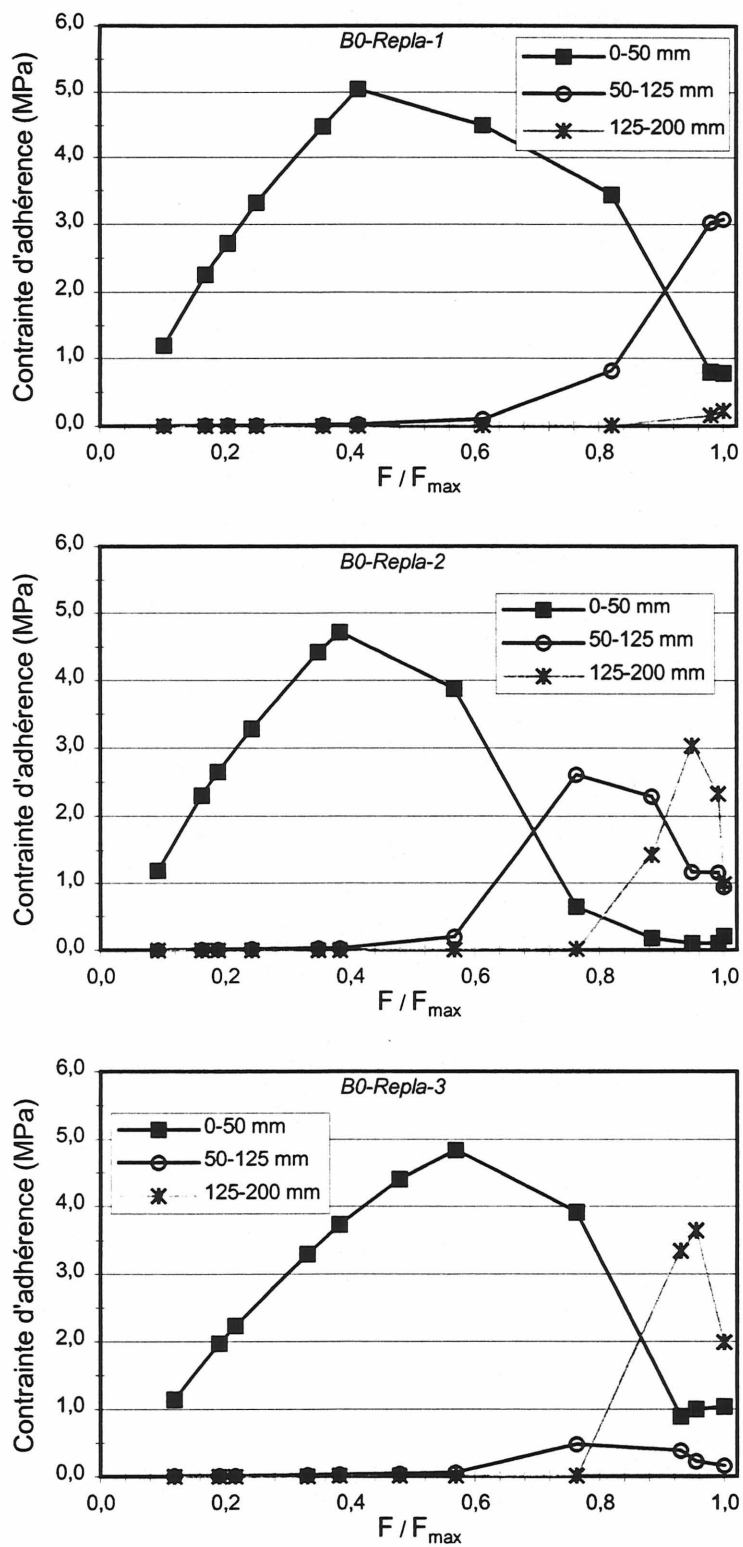 B0-Repla-1
0-50 mm
50-125 mm
125-200 mm
Contrainte d'adhérence (MPa)
6,0
5,0
4,0
3,0
2,0
1,0
0,0
0,0 0,2 0,4 0,6 0,8 1,0
F / Fmax
B0-Repla-2
0-50 mm
50-125 mm
125-200 mm
Contrainte d'adhérence (MPa)
6,0
5,0
4,0
3,0
2,0
1,0
0,0
0,0 0,2 0,4 0,6 0,8 1,0
F / Fmax
B0-Repla-3
0-50 mm
50-125 mm
125-200 mm
Contrainte d'adhérence (MPa)
6,0
5,0
4,0
3,0
2,0
1,0
0,0
0,0 0,2 0,4 0,6 0,8 1,0
F / Fmax